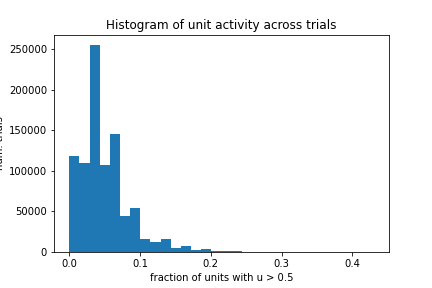 Histogram of unit activity across trials
250000
200000
150000
100000
50000
0
0.0 0.1 0.2 0.3 0.4
fraction of units with u > 0.5